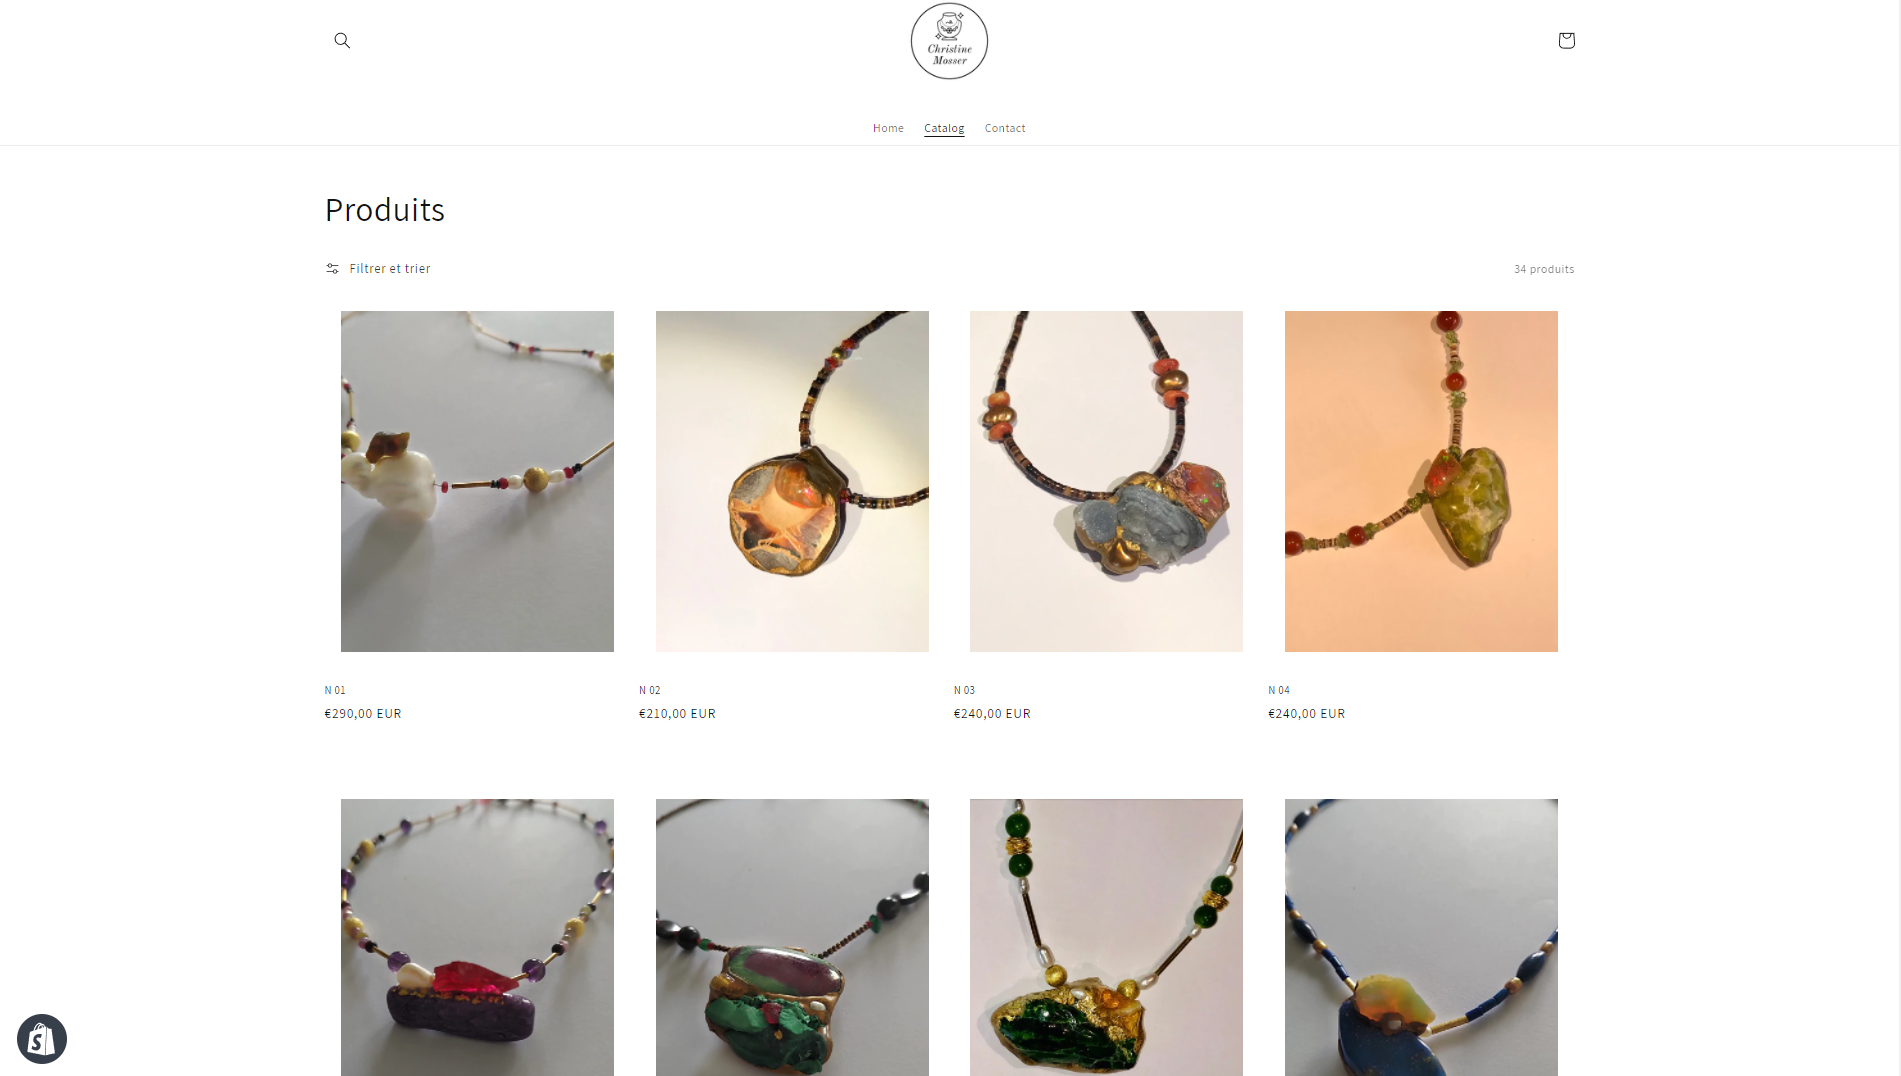 Christine
Mosser
Home Catalog Contact
Produits
Filtrer et trier
34 produits
N 01
€290,00 EUR
N 02
€210,00 EUR
N 03
€240,00 EUR
N 04
€240,00 EUR